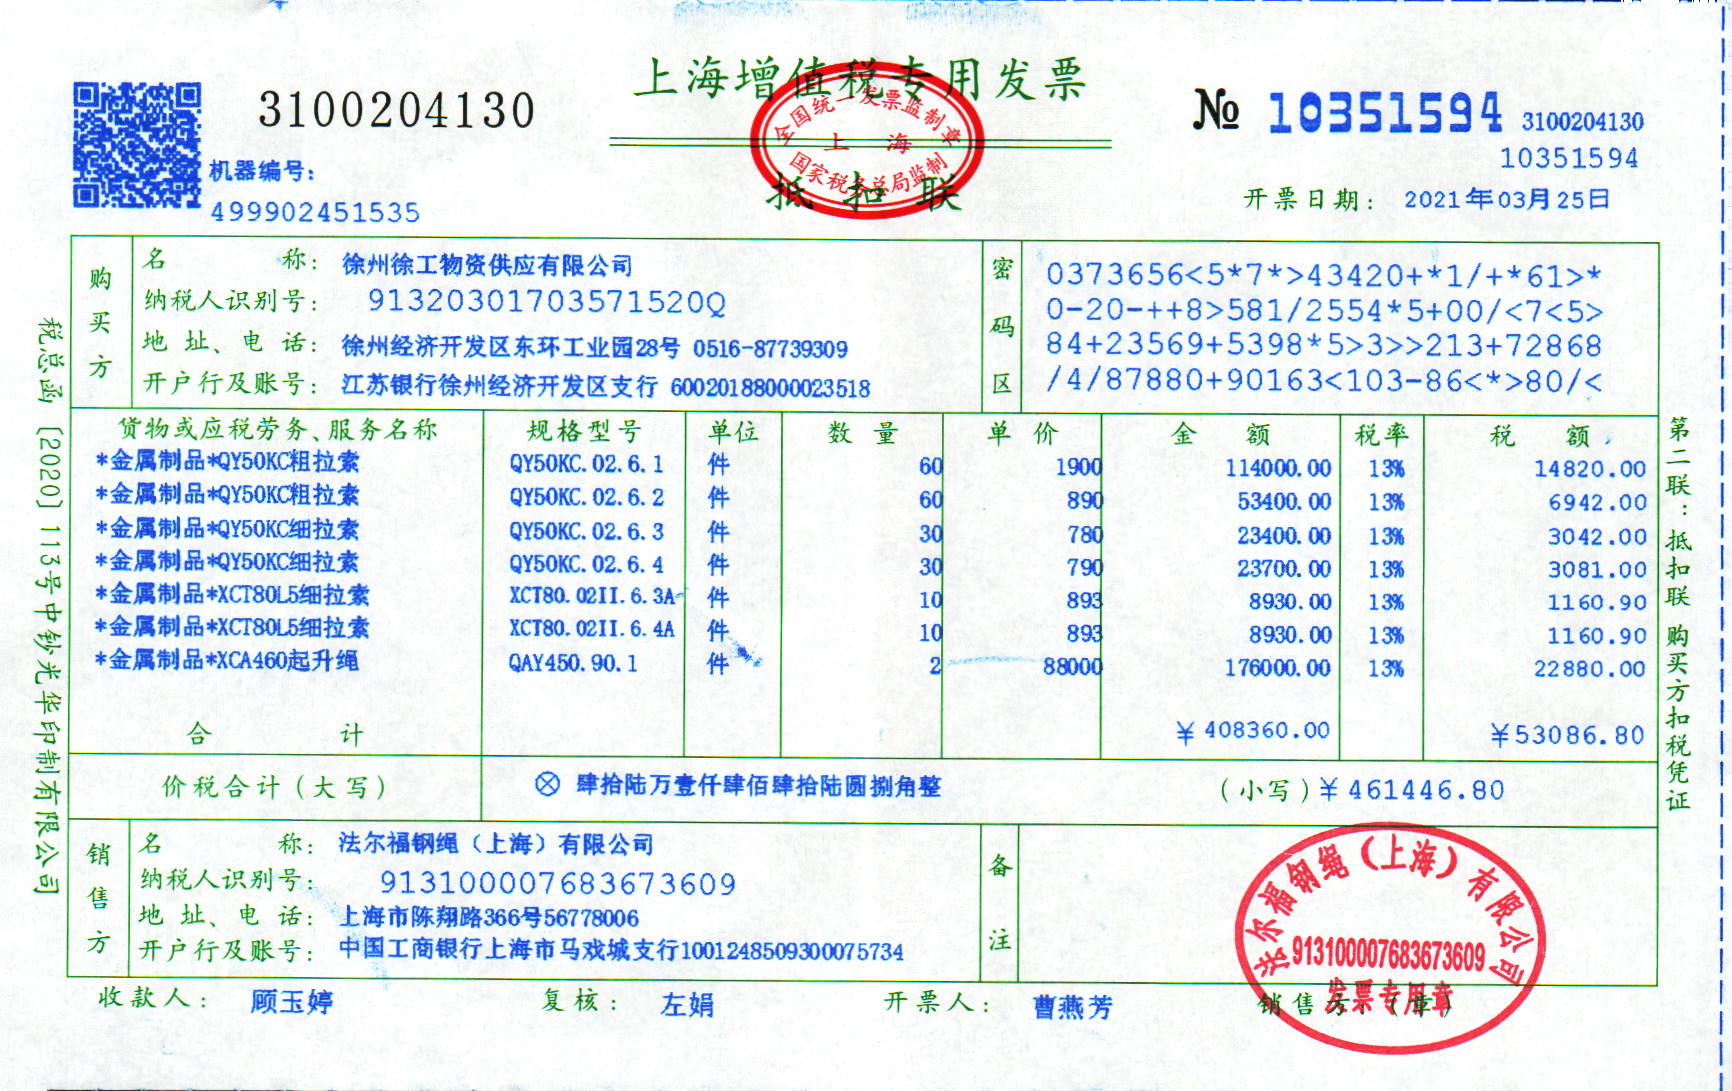 上海增值税专用发票
全国统一发票监制章
上海
国家税务总局监制
抵扣联
3100204130
机器编号:
499902451535
№ 10351594 3100204130
10351594
开票日期: 2021年03月25日
购买方
名称: 徐州徐工物资供应有限公司
纳税人识别号: 91320301703571520Q
地址、电话: 徐州经济开发区东环工业园28号 0516-87739309
开户行及账号: 江苏银行徐州经济开发区支行 60020188000023518
密码区
0373656<5*7*>43420+*1/+*61>*
0-20-++8>581/2554*5+00/<7<5>
84+23569+5398*5>3>>213+72868
/4/87880+90163<103-86<*>80/<
货物或应税劳务、服务名称 规格型号 单位 数量 单价 金额 税率 税额
*金属制品*QY50KC粗拉索 QY50KC.02.6.1 件 60 1900 114000.00 13% 14820.00
*金属制品*QY50KC粗拉索 QY50KC.02.6.2 件 60 890 53400.00 13% 6942.00
*金属制品*QY50KC细拉索 QY50KC.02.6.3 件 30 780 23400.00 13% 3042.00
*金属制品*QY50KC细拉索 QY50KC.02.6.4 件 30 790 23700.00 13% 3081.00
*金属制品*XCT80L5细拉索 XCT80.02II.6.3A 件 10 893 8930.00 13% 1160.90
*金属制品*XCT80L5细拉索 XCT80.02II.6.4A 件 10 893 8930.00 13% 1160.90
*金属制品*XCA460起升绳 QAY450.90.1 件 2 88000 176000.00 13% 22880.00
合计 ¥408360.00 ¥53086.80
价税合计(大写) ⊗ 肆拾陆万壹仟肆佰肆拾陆圆捌角整 (小写)¥461446.80
销售方
名称: 法尔福钢绳（上海）有限公司
纳税人识别号: 913100007683673609
地址、电话: 上海市陈翔路366号56778006
开户行及账号: 中国工商银行上海市马戏城支行1001248509300075734
备注
法尔福钢绳(上海)有限公司
913100007683673609
发票专用章
收款人: 顾玉婷 复核: 左娟 开票人: 曹燕芳 销售方:(章)
税总函[2020]113号中钞光华印制有限公司
第二联:抵扣联 购买方扣税凭证